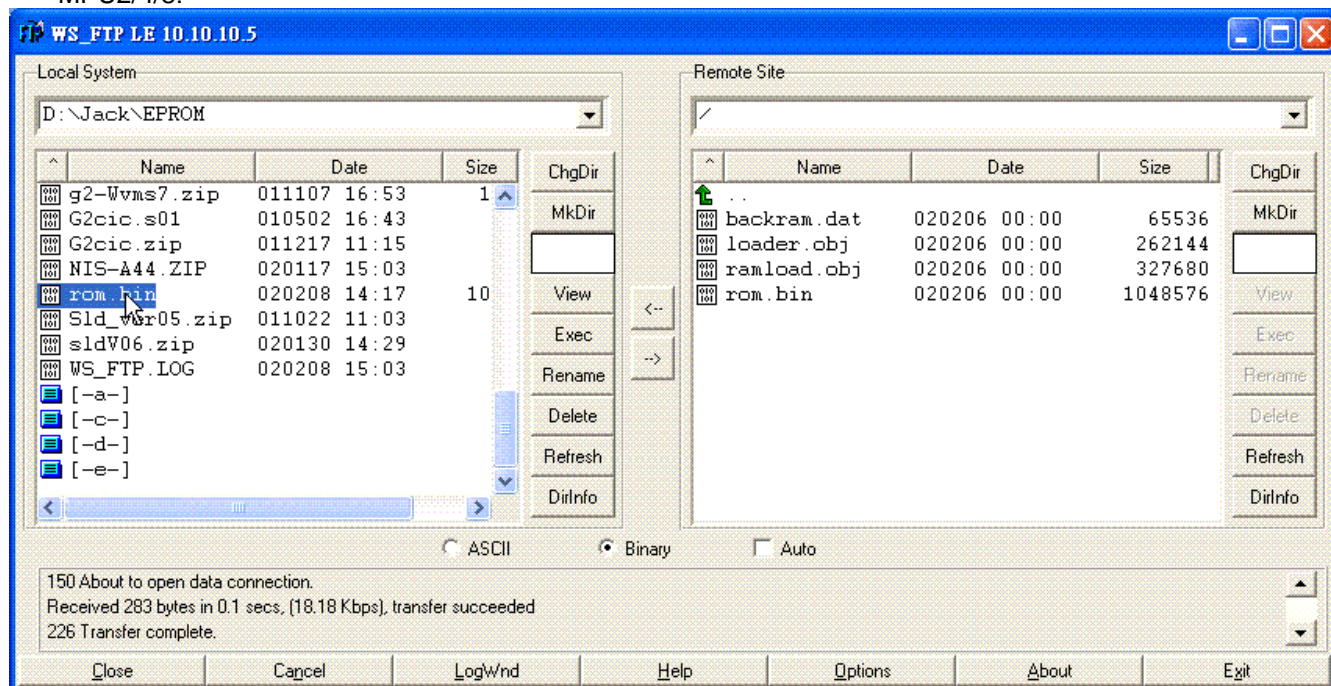 WS_FTP LE 10.10.10.5
Local System
D:\Jack\EPROM
^ Name Date Size
g2-Wvms7.zip 011107 16:53 1
G2cic.s01 010502 16:43
G2cic.zip 011217 11:15
NIS-A44.ZIP 020117 15:03
rom.bin 020208 14:17 10
Sld_ver05.zip 011022 11:03
sldV06.zip 020130 14:29
WS_FTP.LOG 020208 15:03
[-a-]
[-c-]
[-d-]
[-e-]
ChgDir
MkDir
View
Exec
Rename
Delete
Refresh
DirInfo
<--
-->
Remote Site
/
^ Name Date Size
..
backram.dat 020206 00:00 65536
loader.obj 020206 00:00 262144
ramload.obj 020206 00:00 327680
rom.bin 020206 00:00 1048576
ChgDir
MkDir
View
Exec
Rename
Delete
Refresh
DirInfo
ASCII Binary Auto
150 About to open data connection.
Received 283 bytes in 0.1 secs, (18.18 Kbps), transfer succeeded
226 Transfer complete.
Close Cancel LogWnd Help Options About Exit